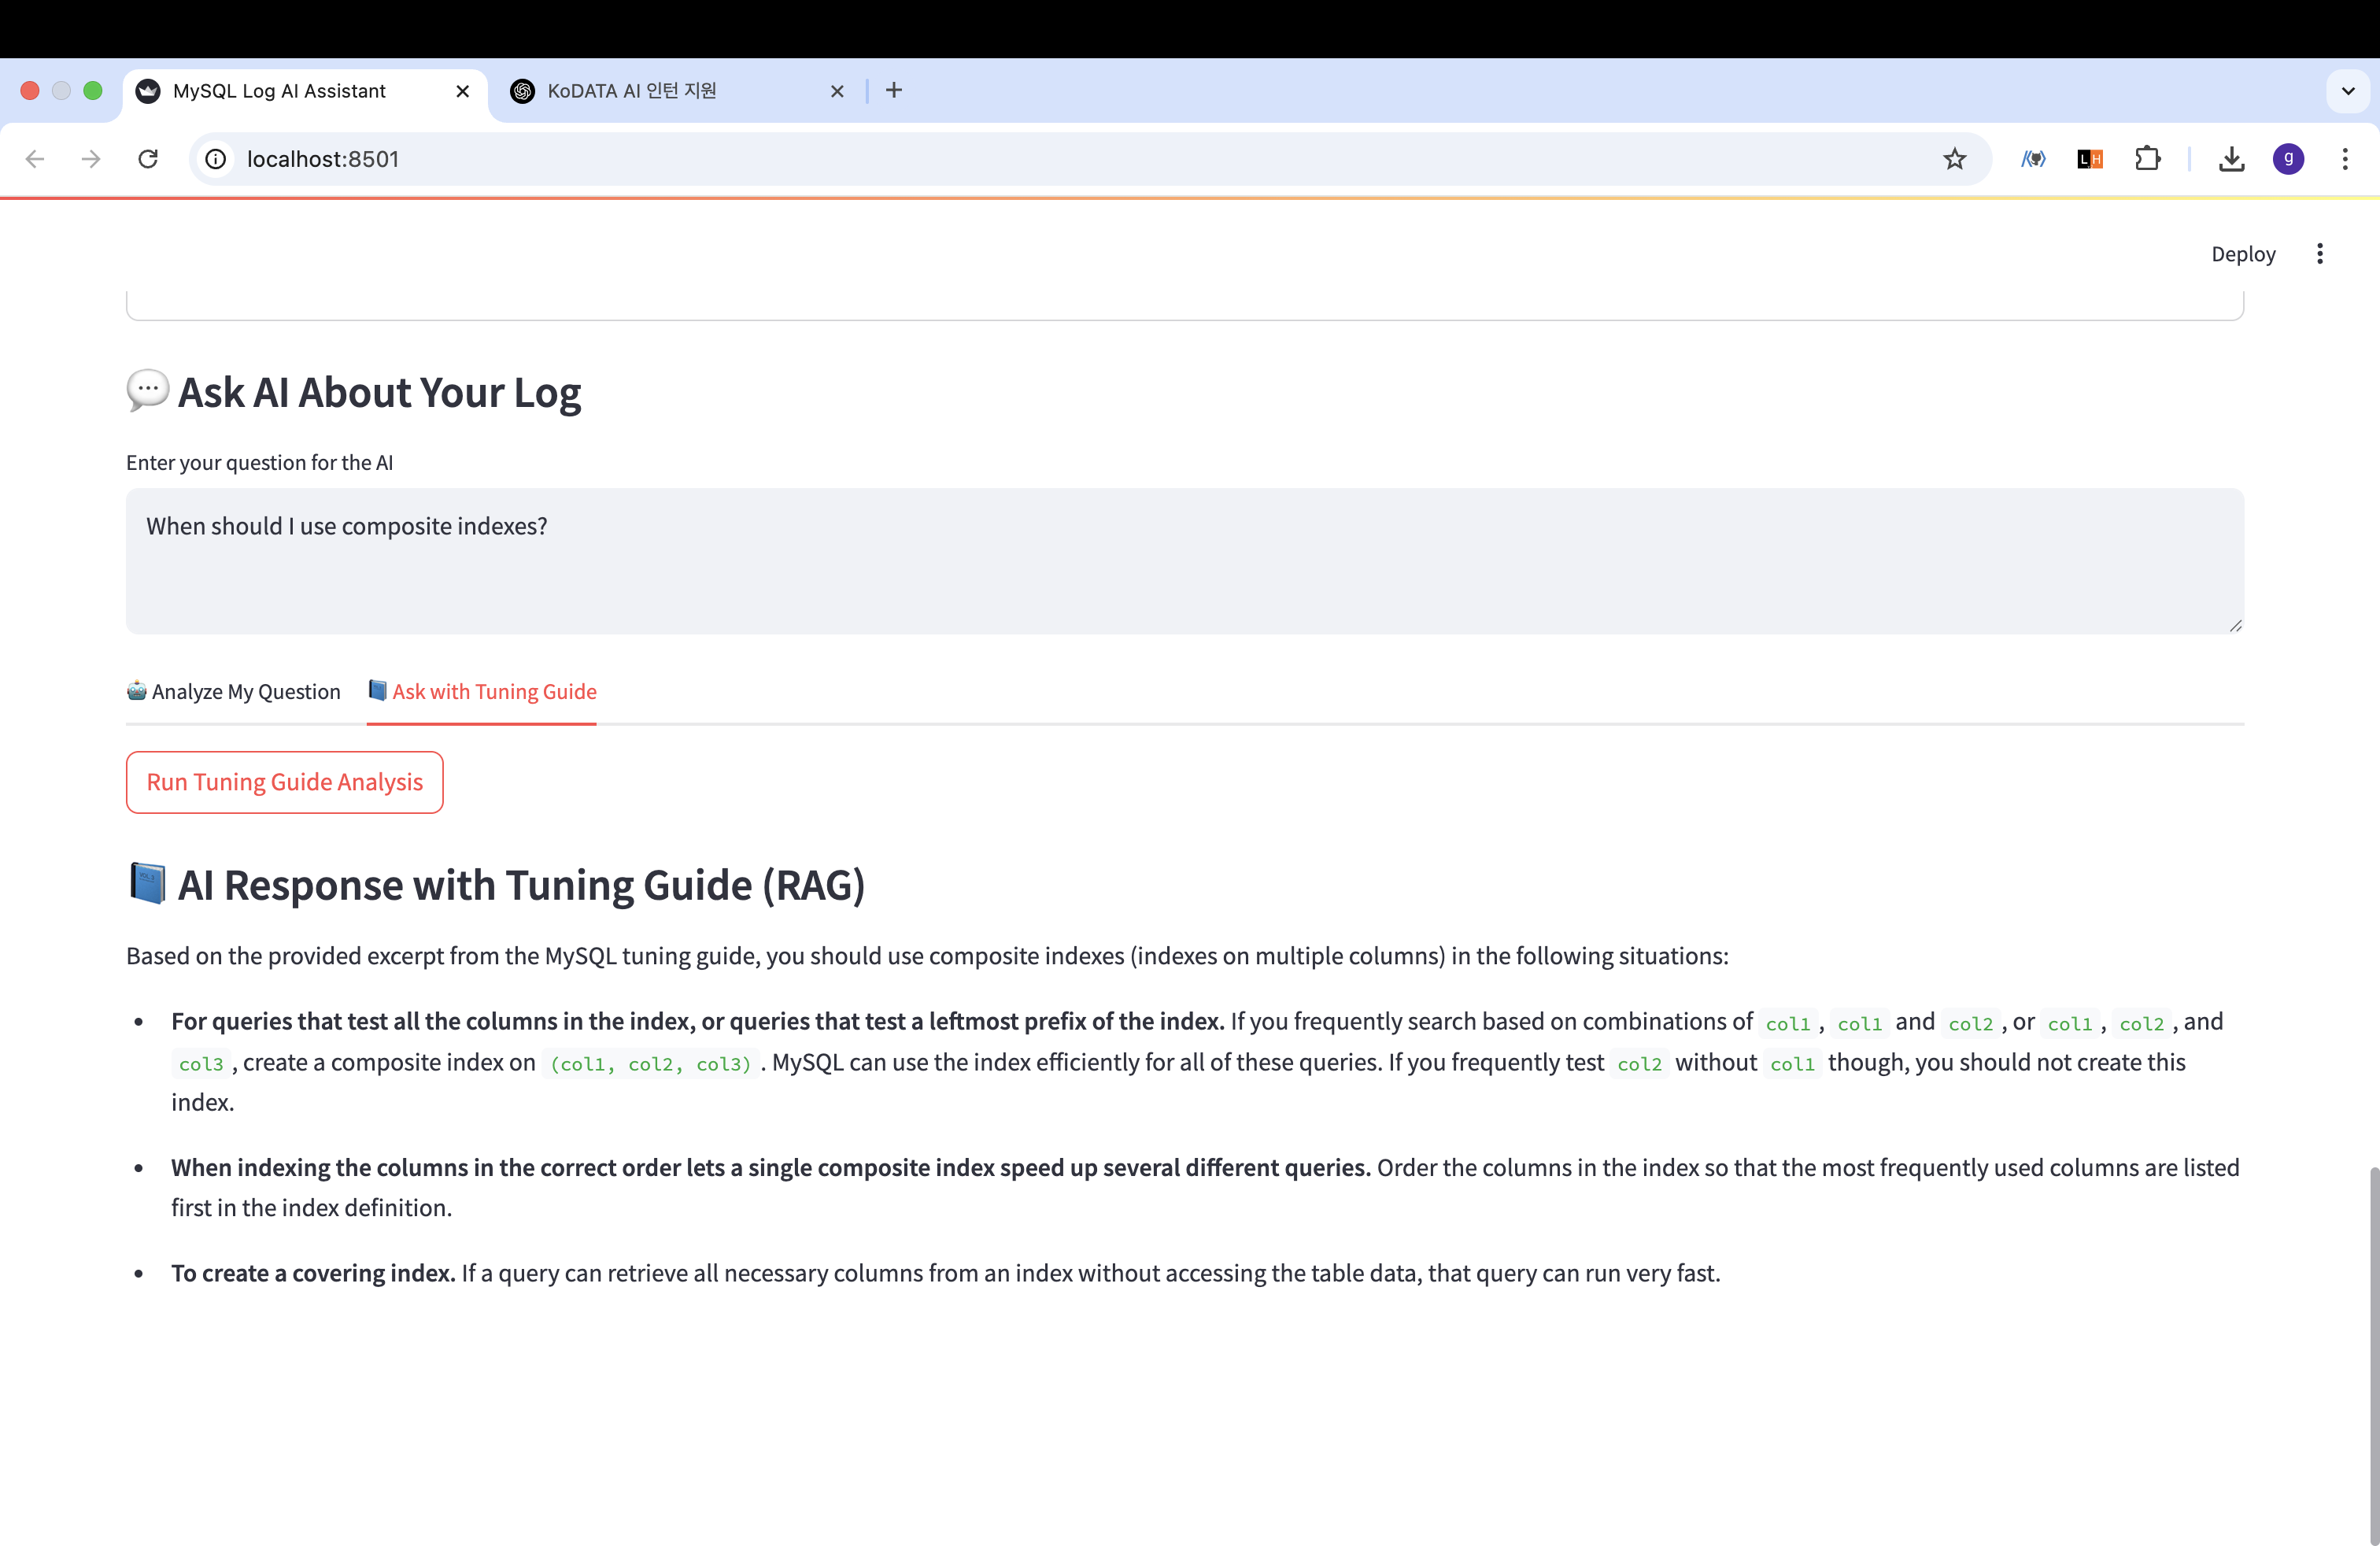 MySQL Log AI Assistant
KoDATA AI 인턴 지원
localhost:8501
LH
g
Deploy
Ask AI About Your Log
Enter your question for the AI
When should I use composite indexes?
Analyze My Question
Ask with Tuning Guide
Run Tuning Guide Analysis
AI Response with Tuning Guide (RAG)
Based on the provided excerpt from the MySQL tuning guide, you should use composite indexes (indexes on multiple columns) in the following situations:
• For queries that test all the columns in the index, or queries that test a leftmost prefix of the index. If you frequently search based on combinations of col1 , col1 and col2 , or col1 , col2 , and
col3 , create a composite index on (col1, col2, col3) . MySQL can use the index efficiently for all of these queries. If you frequently test col2 without col1 though, you should not create this
index.
• When indexing the columns in the correct order lets a single composite index speed up several different queries. Order the columns in the index so that the most frequently used columns are listed
first in the index definition.
• To create a covering index. If a query can retrieve all necessary columns from an index without accessing the table data, that query can run very fast.